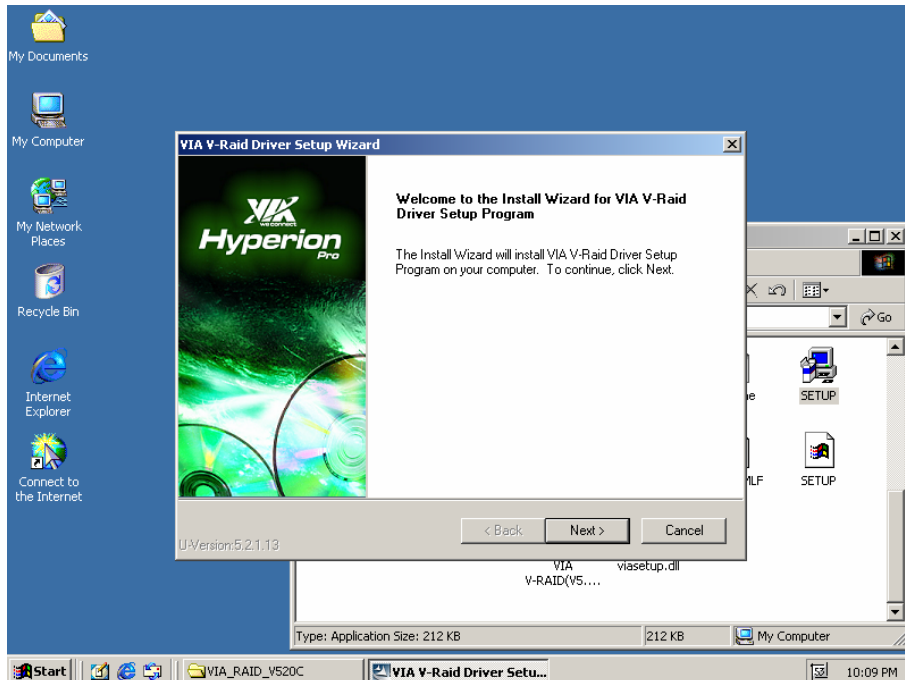 My Documents
My Computer
My Network
Places
Recycle Bin
Internet
Explorer
Connect to
the Internet
VIA V-Raid Driver Setup Wizard
VIA
we connect
Hyperion
Pro
Welcome to the Install Wizard for VIA V-Raid
Driver Setup Program
The Install Wizard will install VIA V-Raid Driver Setup
Program on your computer. To continue, click Next.
U-Version:5.2.1.13
< Back
Next >
Cancel
Go
SETUP
SETUP
VIA
V-RAID(V5....
viasetup.dll
Type: Application Size: 212 KB
212 KB
My Computer
Start
VIA_RAID_V520C
VIA V-Raid Driver Setu...
10:09 PM